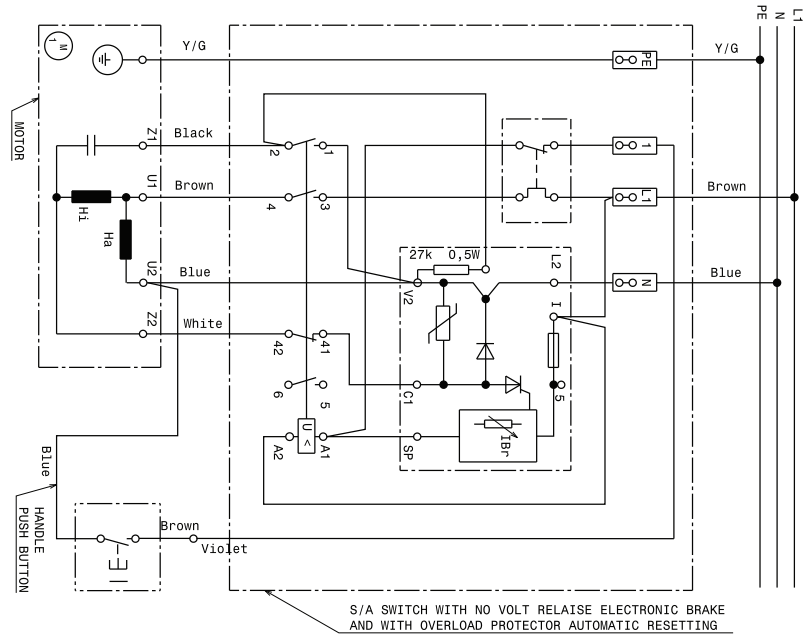 PE
N
L1
M
1
Y/G
PE
Y/G
MOTOR
Z1
Black
2
1
1
U1
Brown
4
3
L1
Brown
Hi
Ha
U2
Blue
27k 0,5W
V2
L2
N
Blue
I
Z2
White
42
41
6
5
C1
5
U <
A2
A1
SP
IBr
Blue
HANDLE
PUSH BUTTON
Brown
Violet
S/A SWITCH WITH NO VOLT RELAISE ELECTRONIC BRAKE
AND WITH OVERLOAD PROTECTOR AUTOMATIC RESETTING